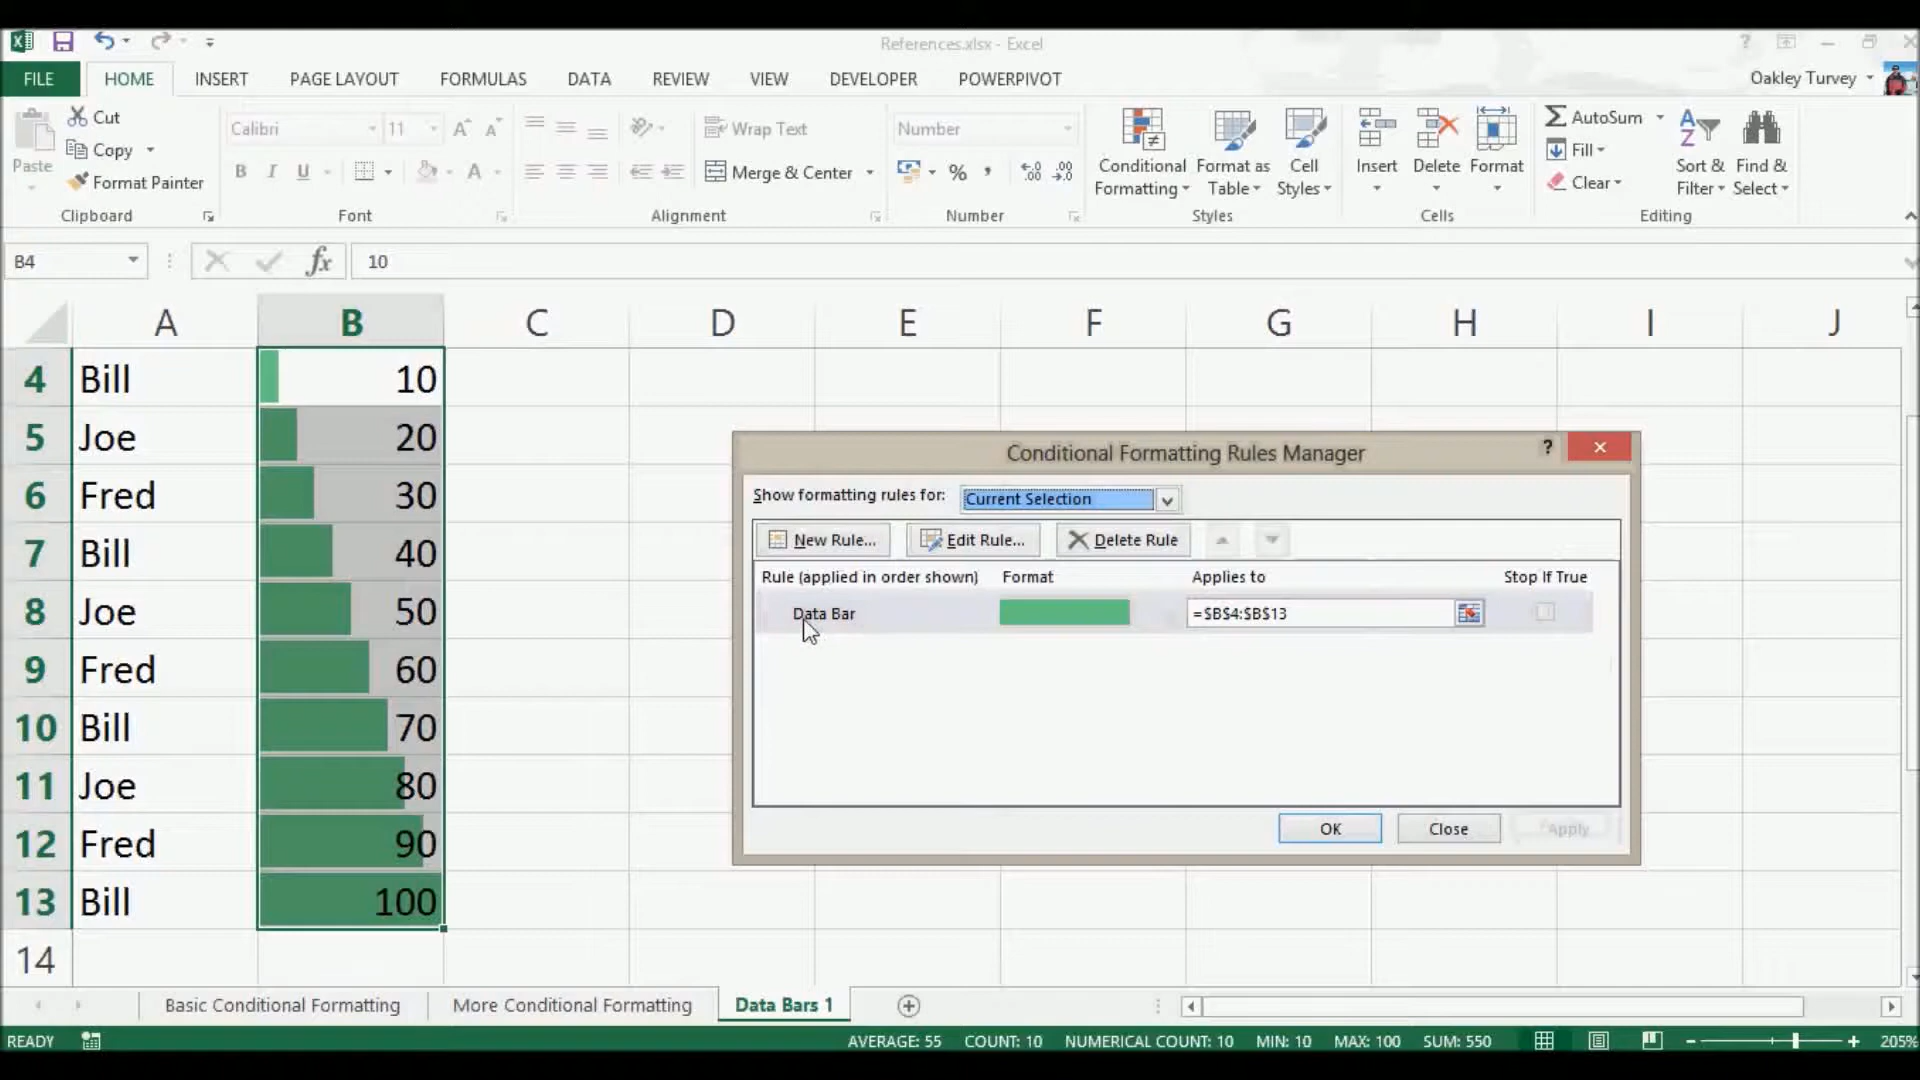 References.xlsx - Excel
?
FILE HOME INSERT PAGE LAYOUT FORMULAS DATA REVIEW VIEW DEVELOPER POWERPIVOT
Oakley Turvey
Paste
Cut
Copy
Format Painter
Clipboard
Calibri 11
B I U
Font
Wrap Text
Merge & Center
Alignment
Number
% ,
Number
Conditional Formatting
Format as Table
Cell Styles
Styles
Insert
Delete
Format
Cells
AutoSum
Fill
Clear
Sort & Filter
Find & Select
Editing
B4 fx 10
A B C D E F G H I J
4 Bill 10
5 Joe 20
6 Fred 30
7 Bill 40
8 Joe 50
9 Fred 60
10 Bill 70
11 Joe 80
12 Fred 90
13 Bill 100
14
Conditional Formatting Rules Manager ?
Show formatting rules for: Current Selection
New Rule... Edit Rule... Delete Rule
Rule (applied in order shown) Format Applies to Stop If True
Data Bar =$B$4:$B$13
OK Close Apply
Basic Conditional Formatting More Conditional Formatting Data Bars 1
READY AVERAGE: 55 COUNT: 10 NUMERICAL COUNT: 10 MIN: 10 MAX: 100 SUM: 550 205%